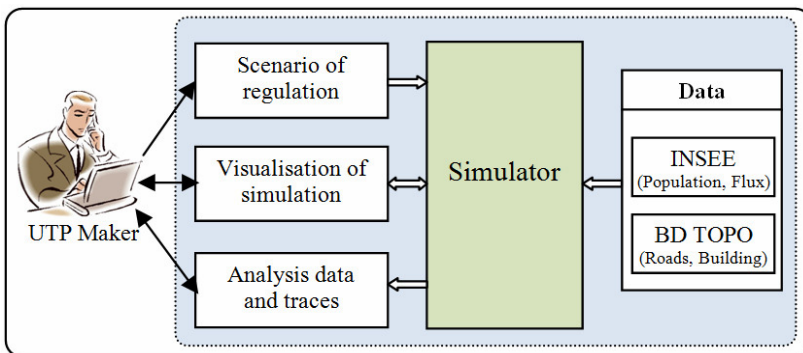 Scenario of
regulation
Visualisation of
simulation
Analysis data
and traces
UTP Maker
Simulator
Data
INSEE
(Population, Flux)
BD TOPO
(Roads, Building)